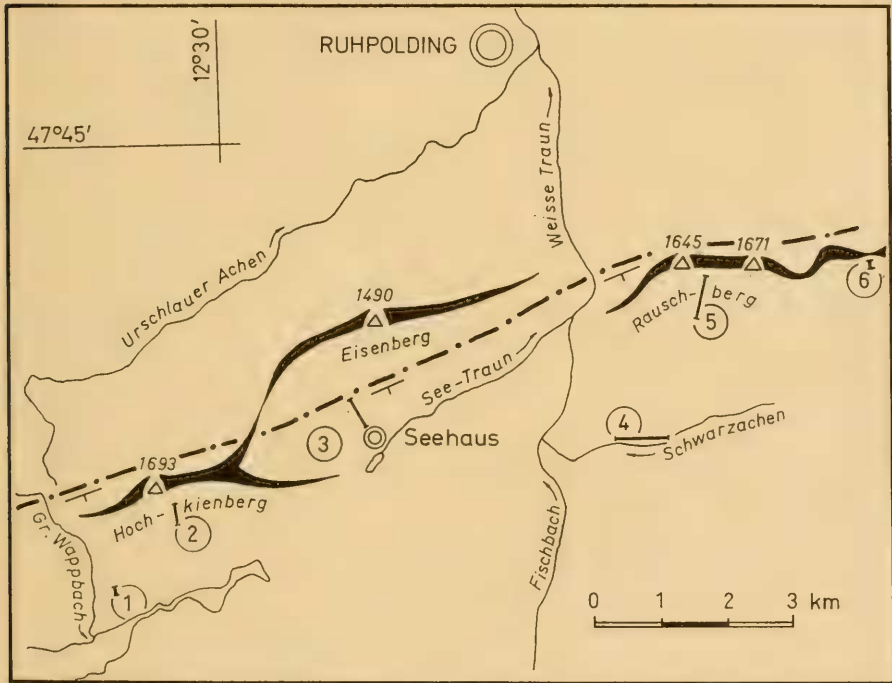 RUHPOLDING
12°30'
47°45'
Urschlauer Achen
Weisse Traun
1645 1671
Rausch-berg
6
5
1490
Eisenberg
See-Traun
3
Seehaus
4
Schwarzachen
1693
Hoch-kienberg
2
Gr. Wappbach
1
Fischbach
0 1 2 3 km